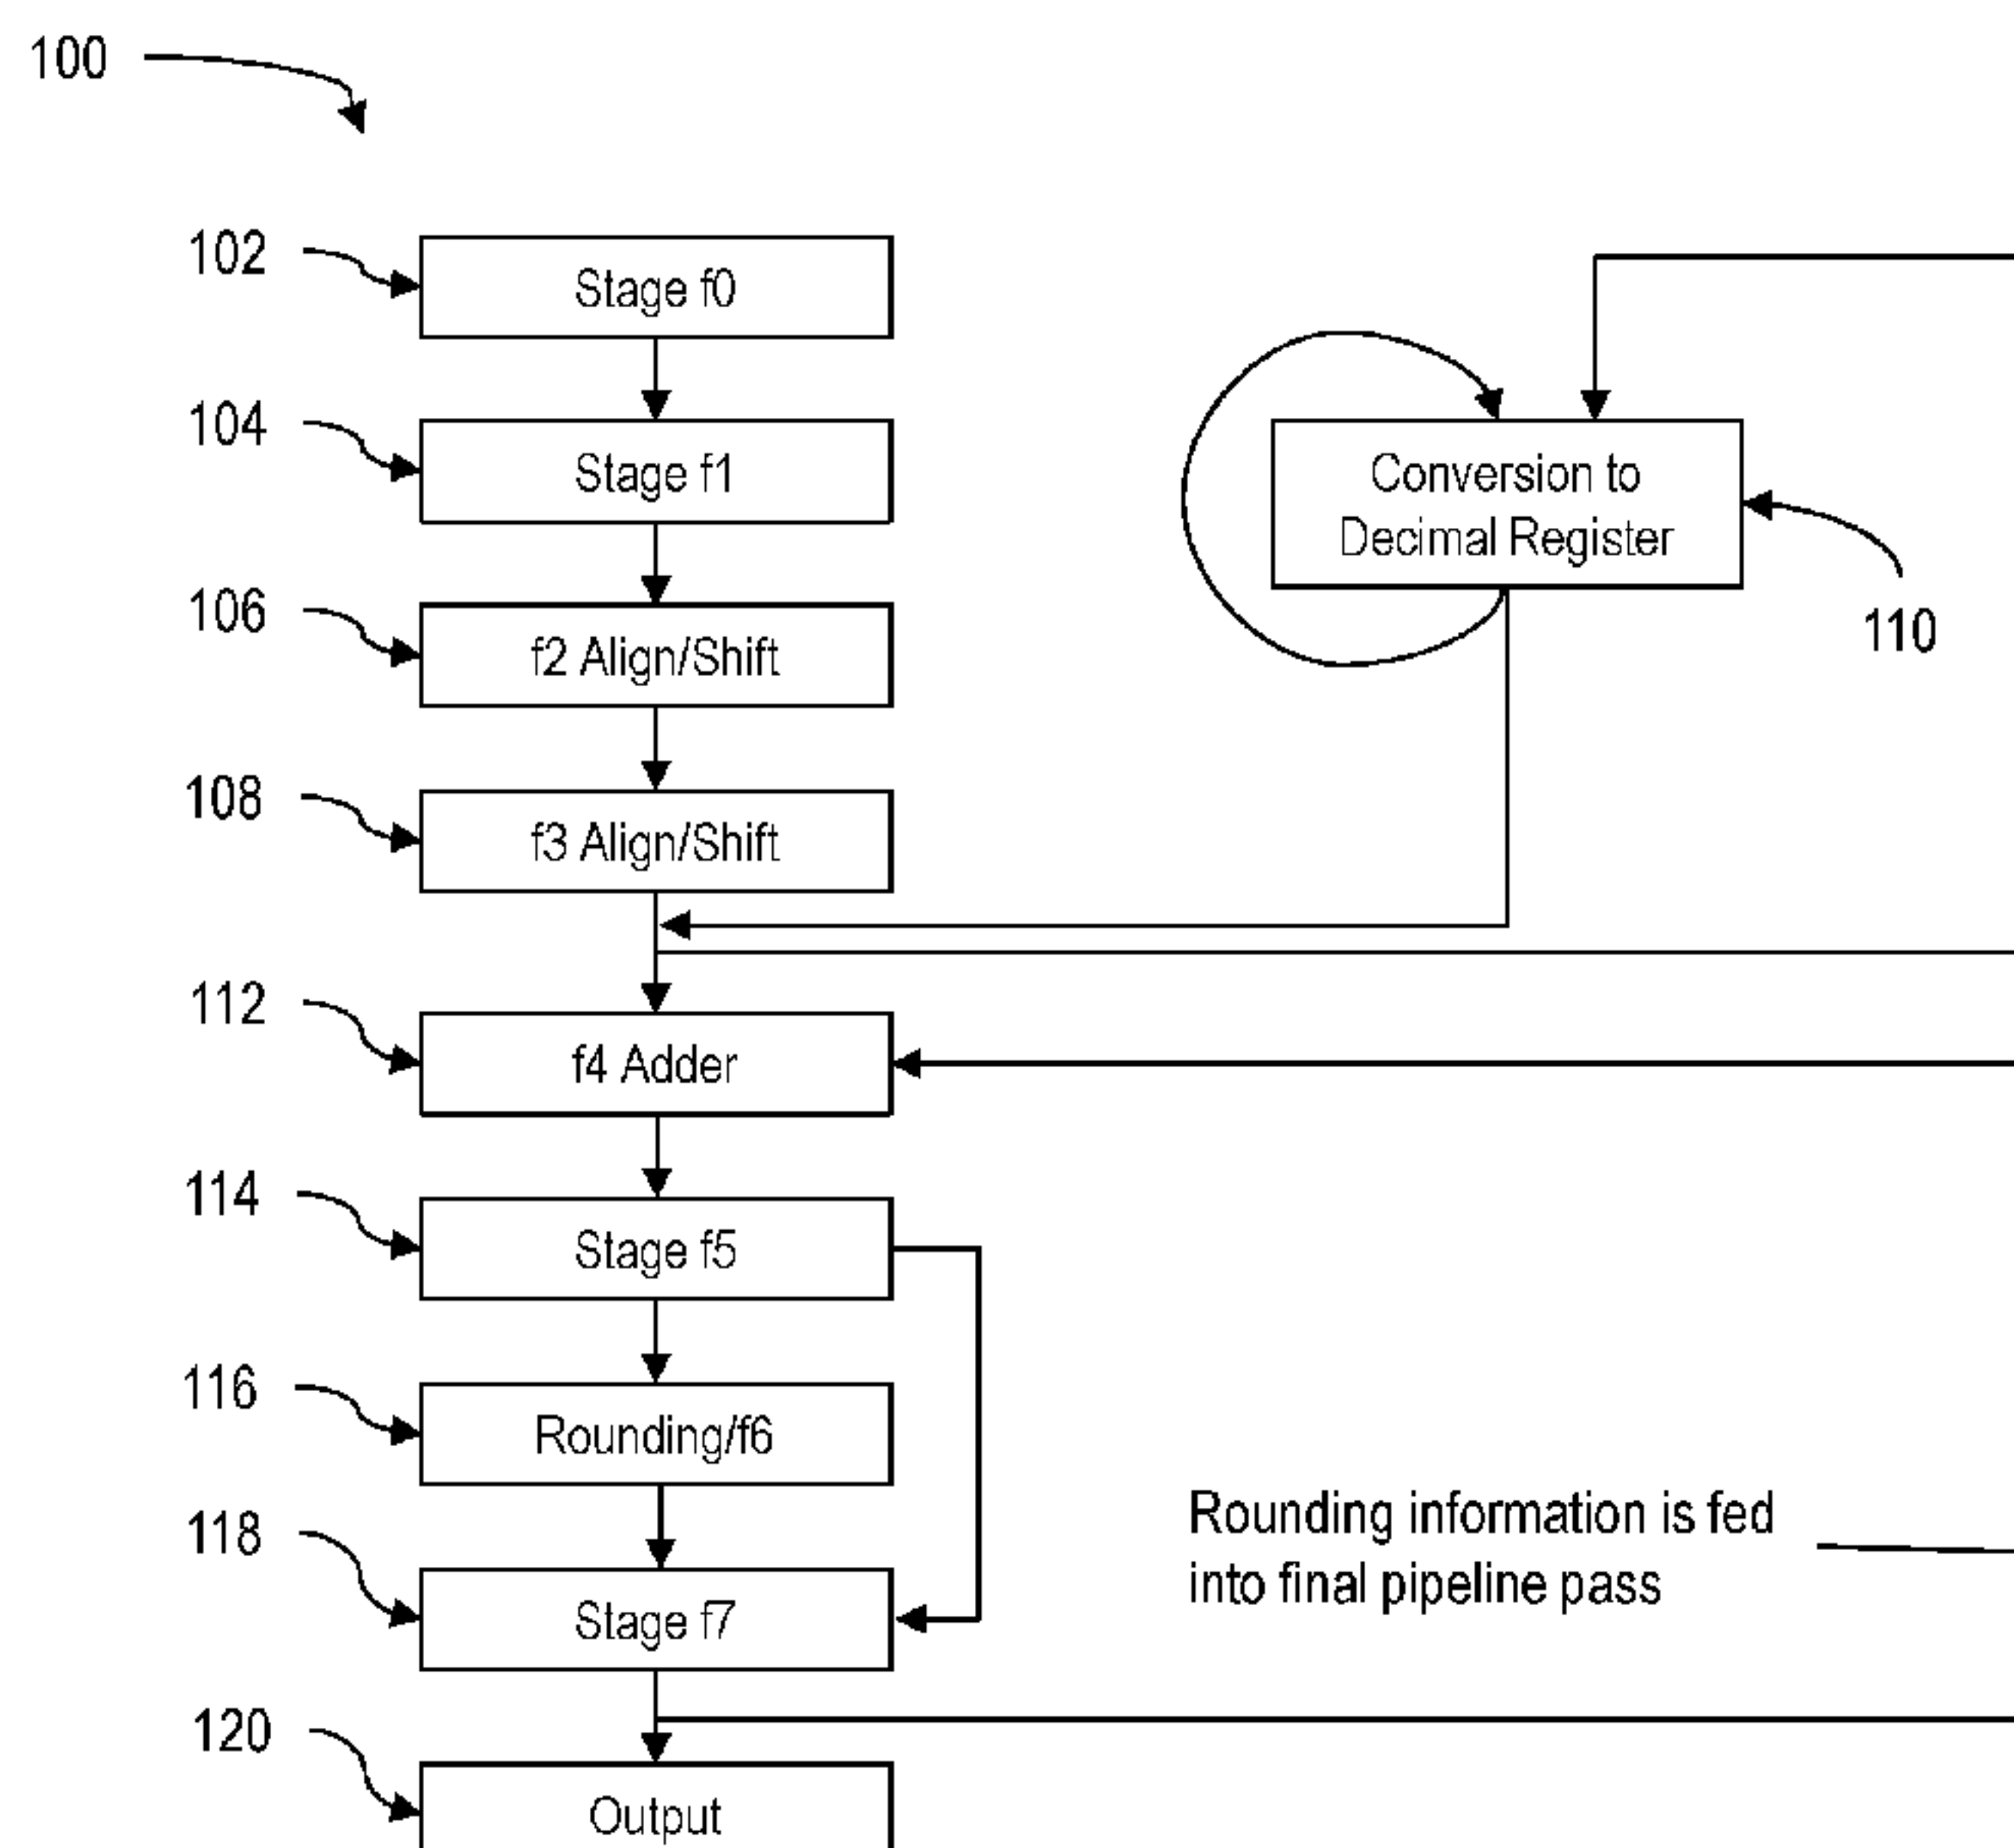 100
102
Stage f0
104
Stage f1
Conversion to
Decimal Register
106
f2 Align/Shift
110
108
f3 Align/Shift
112
f4 Adder
114
Stage f5
116
Rounding/f6
Rounding information is fed
into final pipeline pass
118
Stage f7
120
Output